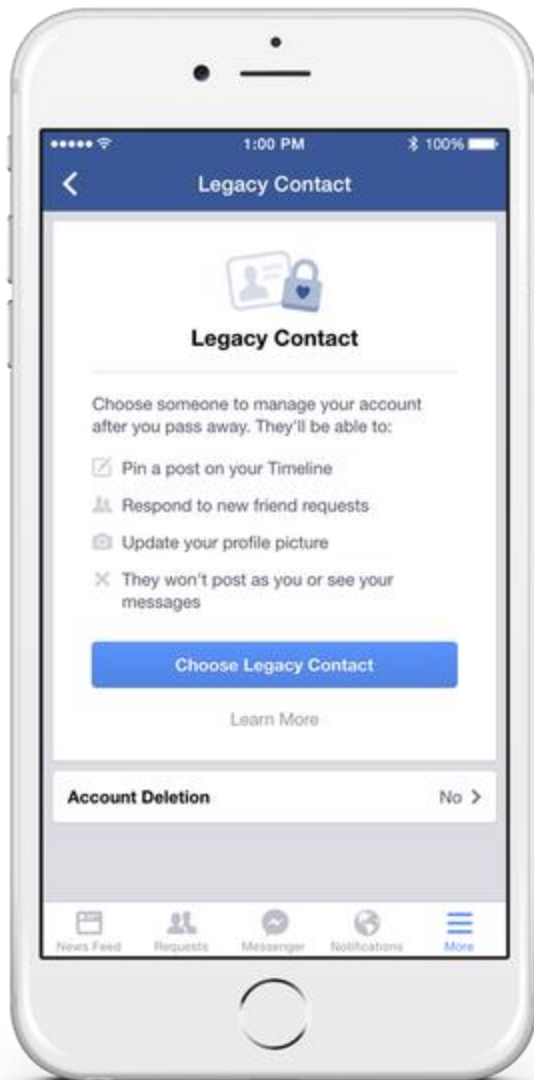 1:00 PM
100%
Legacy Contact
Legacy Contact
Choose someone to manage your account
after you pass away. They'll be able to:
Pin a post on your Timeline
Respond to new friend requests
Update your profile picture
They won't post as you or see your
messages
Choose Legacy Contact
Learn More
Account Deletion
No
News Feed
Requests
Messenger
Notifications
More